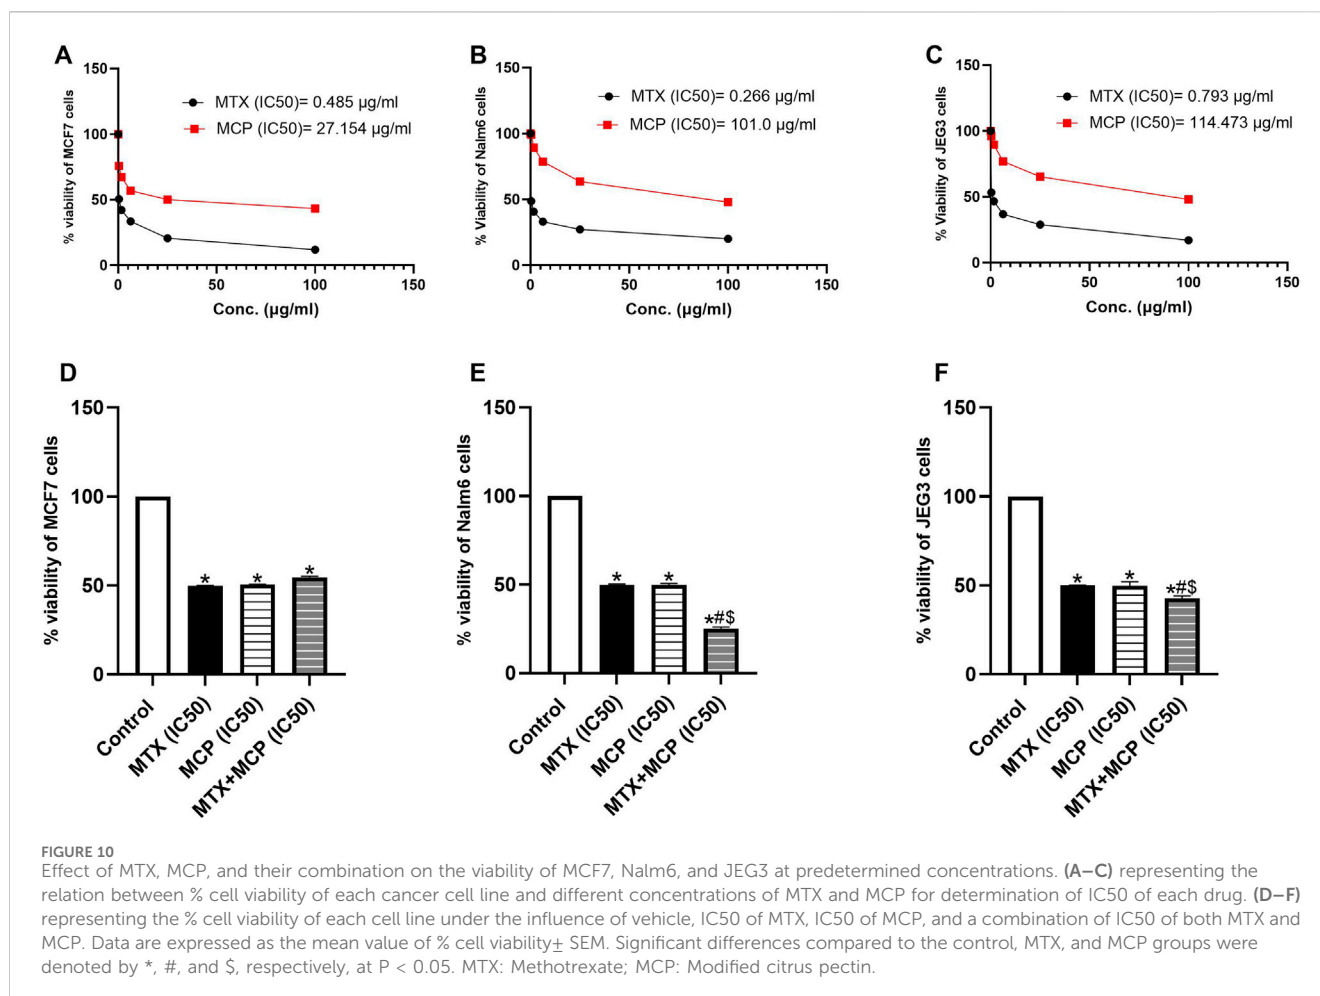 A
150
100
50
0
% viability of MCF7 cells
MTX (IC50)= 0.485 µg/ml
MCP (IC50)= 27.154 µg/ml
0 50 100 150
Conc. (µg/ml)
B
150
100
50
0
% Viability of Nalm6 cells
MTX (IC50)= 0.266 µg/ml
MCP (IC50)= 101.0 µg/ml
0 50 100 150
Conc. (µg/ml)
C
150
100
50
0
% Viability of JEG3 cells
MTX (IC50)= 0.793 µg/ml
MCP (IC50)= 114.473 µg/ml
0 50 100 150
Conc. (µg/ml)
D
150
100
50
0
% viability of MCF7 cells
* * *
Control
MTX (IC50)
MCP (IC50)
MTX+MCP (IC50)
E
150
100
50
0
% viability of Nalm6 cells
* * *#$
Control
MTX (IC50)
MCP (IC50)
MTX+MCP (IC50)
F
150
100
50
0
% viability of JEG3 cells
* * *#$
Control
MTX (IC50)
MCP (IC50)
MTX+MCP (IC50)
FIGURE 10
Effect of MTX, MCP, and their combination on the viability of MCF7, Nalm6, and JEG3 at predetermined concentrations. (A–C) representing the
relation between % cell viability of each cancer cell line and different concentrations of MTX and MCP for determination of IC50 of each drug. (D–F)
representing the % cell viability of each cell line under the influence of vehicle, IC50 of MTX, IC50 of MCP, and a combination of IC50 of both MTX and
MCP. Data are expressed as the mean value of % cell viability± SEM. Significant differences compared to the control, MTX, and MCP groups were
denoted by *, #, and $, respectively, at P < 0.05. MTX: Methotrexate; MCP: Modified citrus pectin.